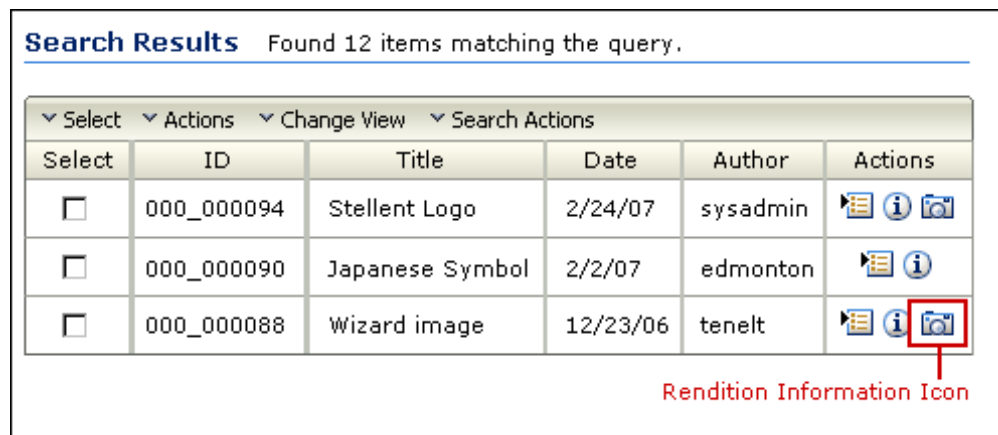 Search Results Found 12 items matching the query.
Select Actions Change View Search Actions
Select ID Title Date Author Actions
000_000094 Stellent Logo 2/24/07 sysadmin
000_000090 Japanese Symbol 2/2/07 edmonton
000_000088 Wizard image 12/23/06 tenelt
Rendition Information Icon